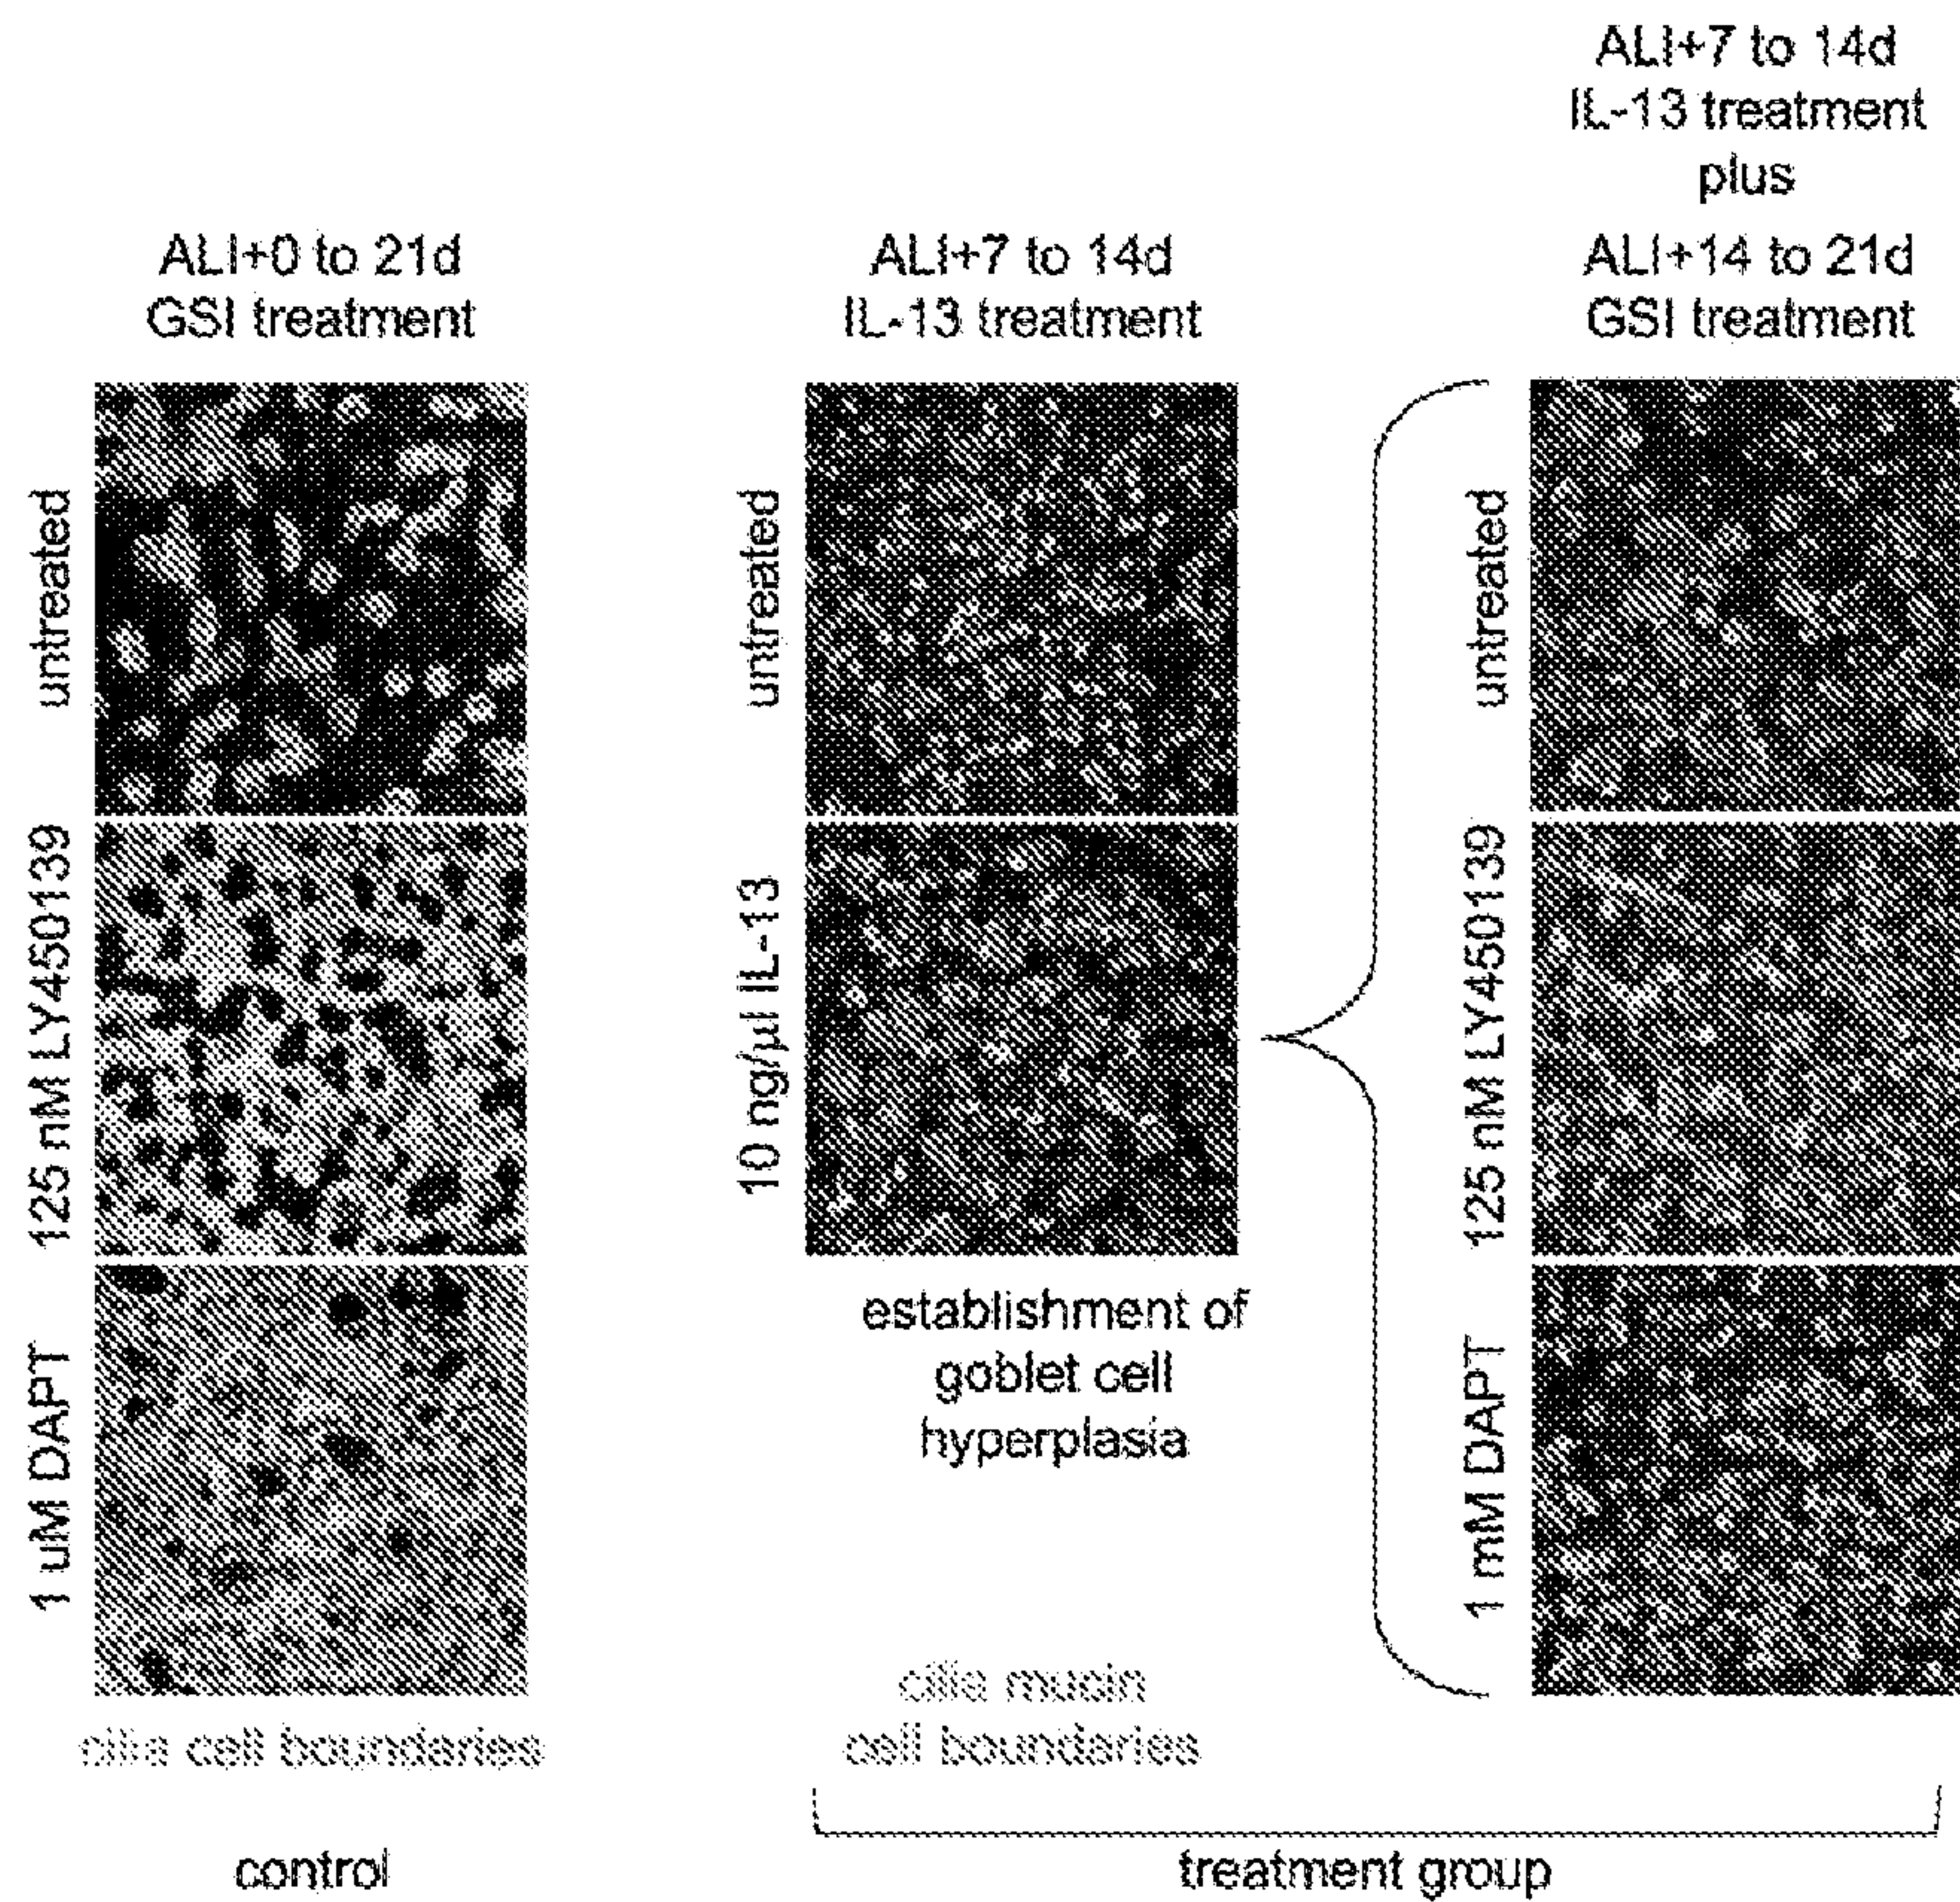 ALI+0 to 21d
GSI treatment
untreated
125 nM LY450139
1 uM DAPT
cilia cell boundaries
control
ALI+7 to 14d
IL-13 treatment
untreated
10 ng/µl IL-13
establishment of
goblet cell
hyperplasia
cilia mucin
cell boundaries
ALI+7 to 14d
IL-13 treatment
plus
ALI+14 to 21d
GSI treatment
untreated
125 nM LY450139
1 mM DAPT
treatment group